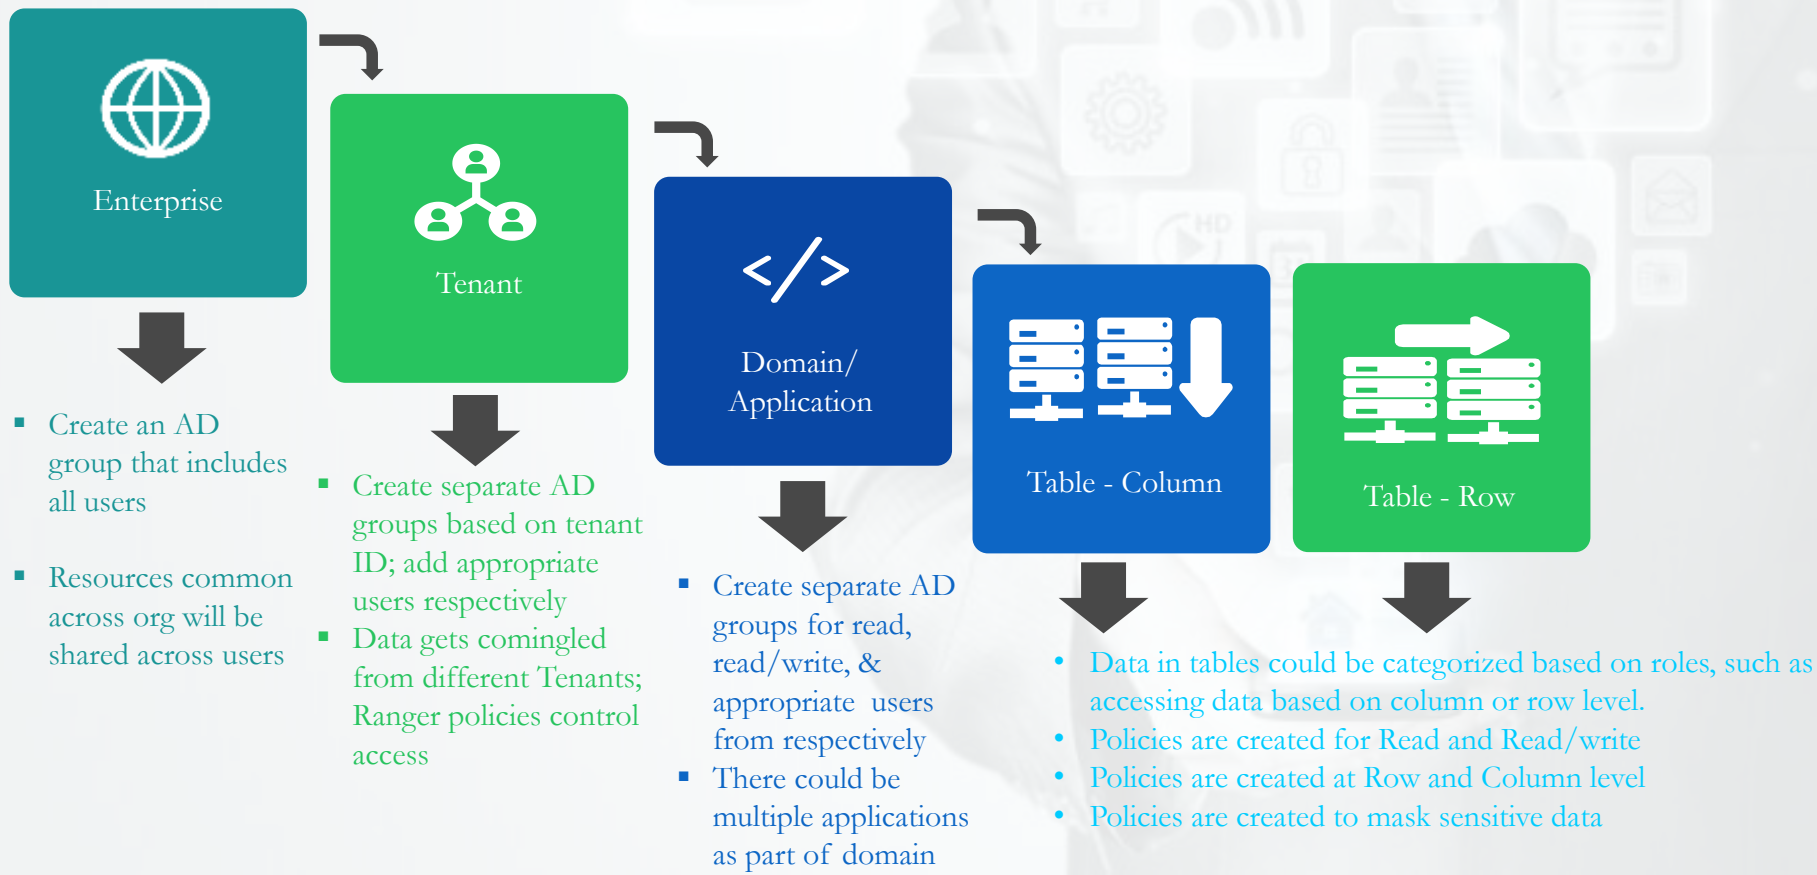 Enterprise
▪ Create an AD
group that includes
all users
▪ Resources common
across org will be
shared across users
Tenant
▪ Create separate AD
groups based on tenant
ID; add appropriate
users respectively
▪ Data gets comingled
from different Tenants;
Ranger policies control
access
</>
Domain/
Application
▪ Create separate AD
groups for read,
read/write, &
appropriate users
from respectively
▪ There could be
multiple applications
as part of domain
Table - Column
Table - Row
• Data in tables could be categorized based on roles, such as
accessing data based on column or row level.
• Policies are created for Read and Read/write
• Policies are created at Row and Column level
• Policies are created to mask sensitive data
HD